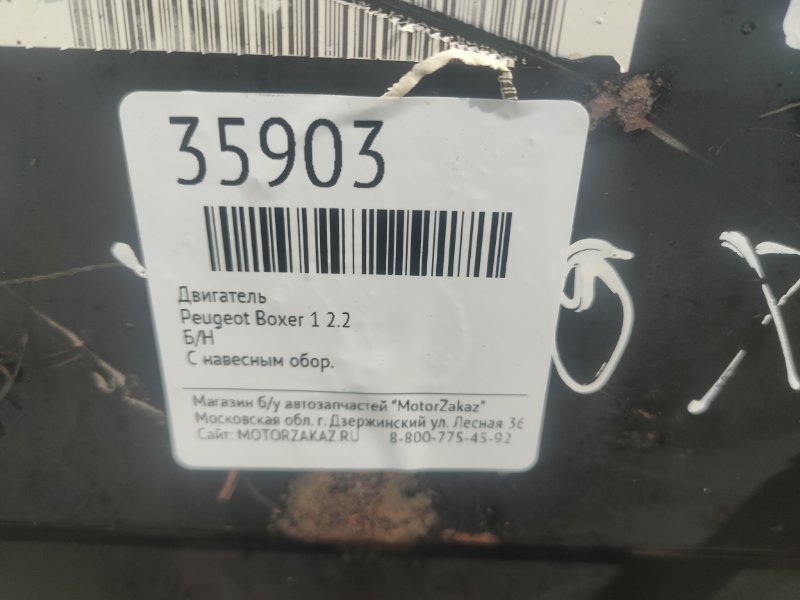 35903
Двигатель
Peugeot Boxer 1 2.2
Б/Н
С навесным обор.
Магазин б/у автозапчастей "MotorZakaz"
Московская обл. г. Дзержинский ул. Лесная 36
Сайт: MOTORZAKAZ.RU 8-800-775-45-92